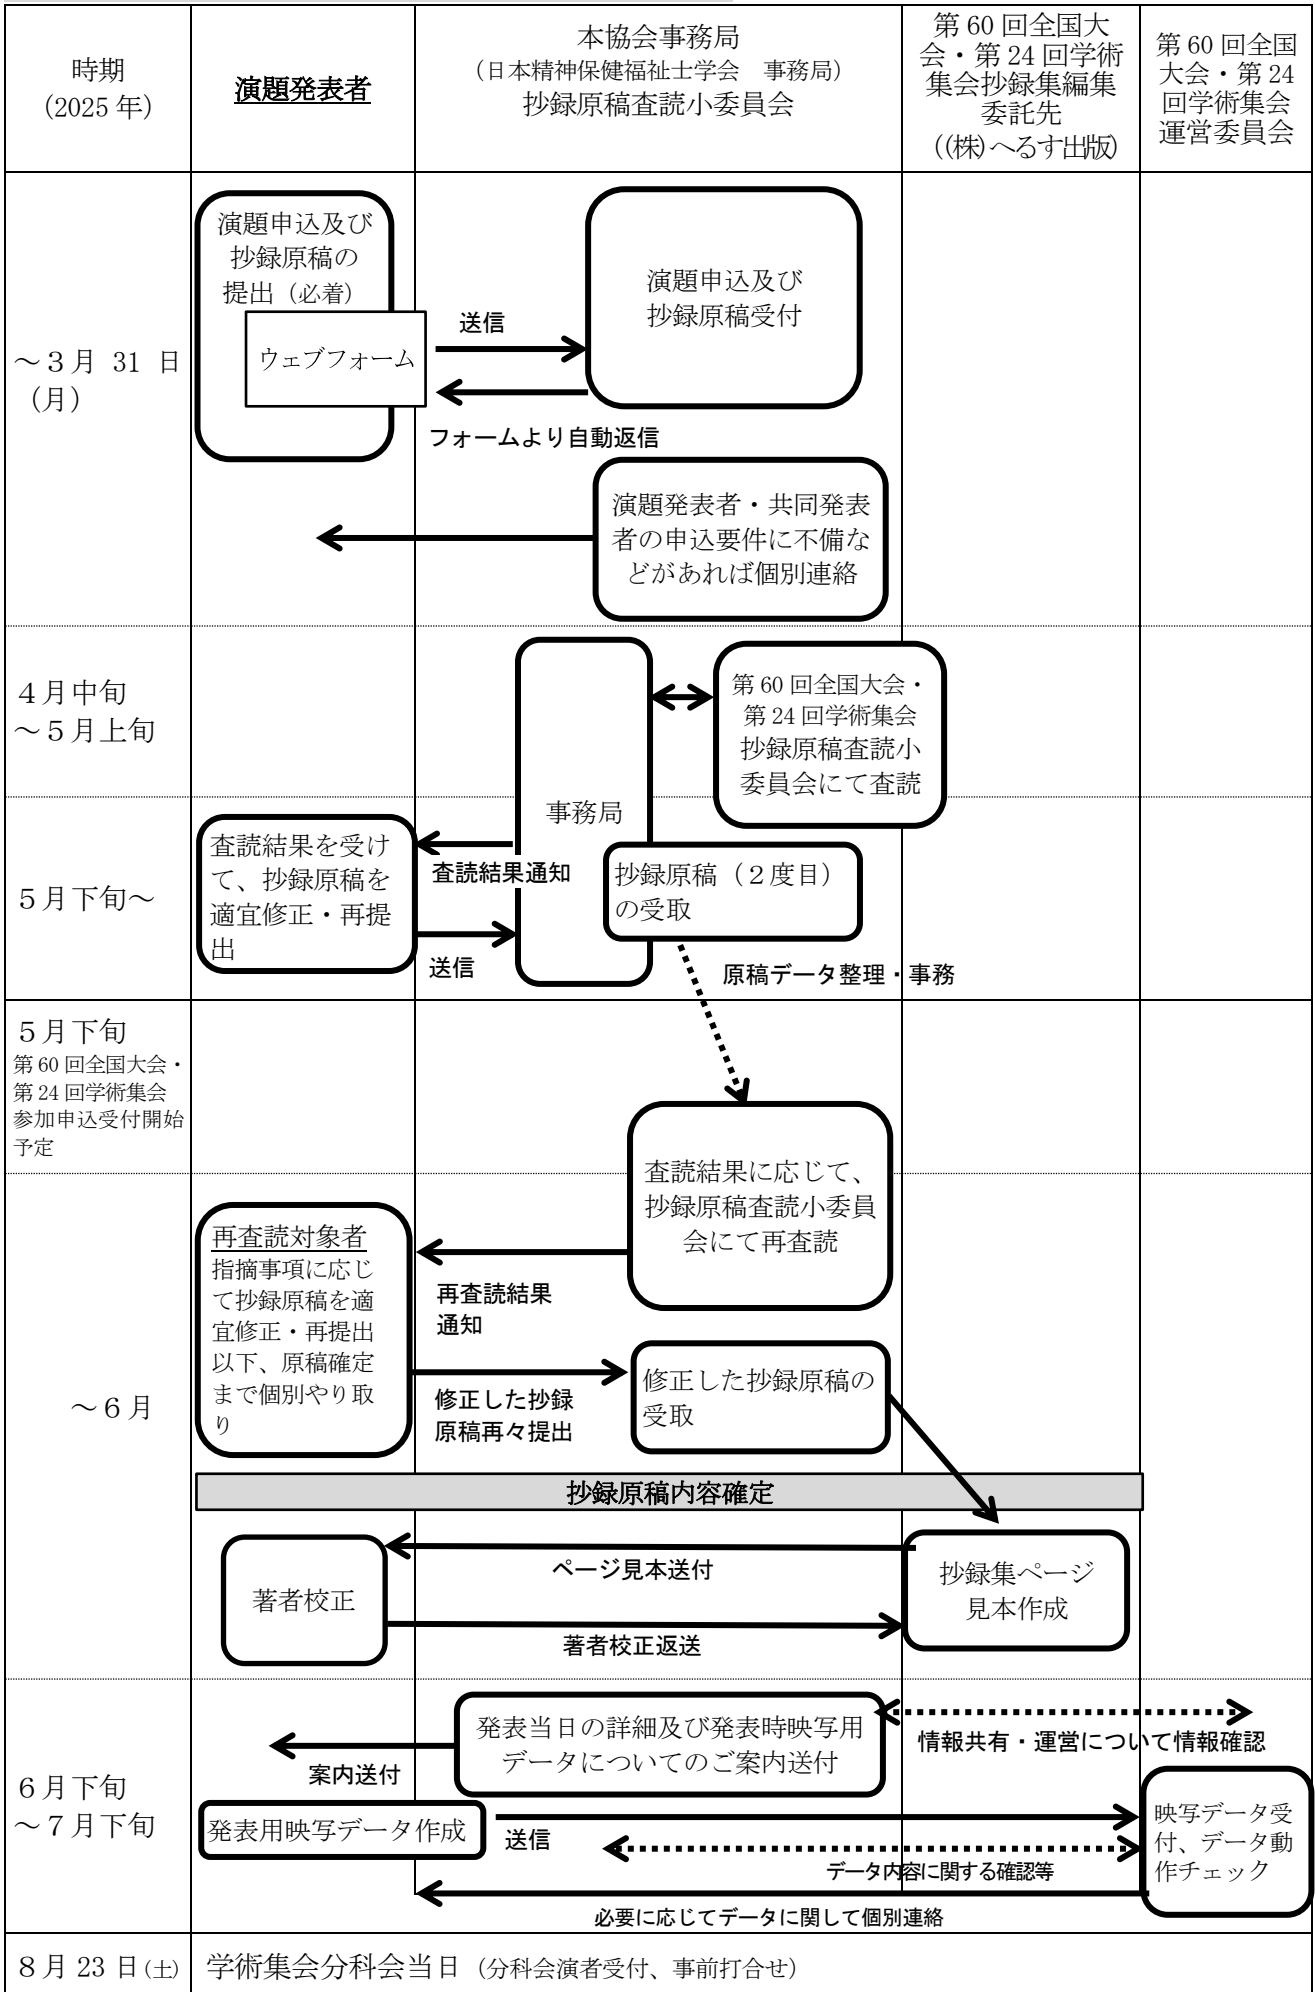 時期
(2025 年)
演題発表者
本協会事務局
(日本精神保健福祉士学会　事務局)
抄録原稿査読小委員会
第 60 回全国大
会・第 24 回学術
集会抄録集編集
委託先
((株)へるす出版)
第 60 回全国
大会・第 24
回学術集会
運営委員会
～３月 31 日
（月）
演題申込及び
抄録原稿の
提出（必着）
ウェブフォーム
送信
フォームより自動返信
演題申込及び
抄録原稿受付
演題発表者・共同発表
者の申込要件に不備な
どがあれば個別連絡
４月中旬
～５月上旬
第 60 回全国大会・
第 24 回学術集会
抄録原稿査読小
委員会にて査読
事務局
５月下旬～
査読結果を受け
て、抄録原稿を
適宜修正・再提
出
査読結果通知
送信
抄録原稿（２度目）
の受取
原稿データ整理・事務
５月下旬
第 60 回全国大会・
第 24 回学術集会
参加申込受付開始
予定
査読結果に応じて、
抄録原稿査読小委員
会にて再査読
～６月
再査読対象者
指摘事項に応じ
て抄録原稿を適
宜修正・再提出
以下、原稿確定
まで個別やり取
り
再査読結果
通知
修正した抄録
原稿再々提出
修正した抄録原稿の
受取
抄録原稿内容確定
著者校正
ページ見本送付
著者校正返送
抄録集ページ
見本作成
６月下旬
～７月下旬
発表当日の詳細及び発表時映写用
データについてのご案内送付
案内送付
情報共有・運営について情報確認
発表用映写データ作成
送信
データ内容に関する確認等
必要に応じてデータに関して個別連絡
映写データ受
付、データ動
作チェック
８月 23 日(土)
学術集会分科会当日（分科会演者受付、事前打合せ）